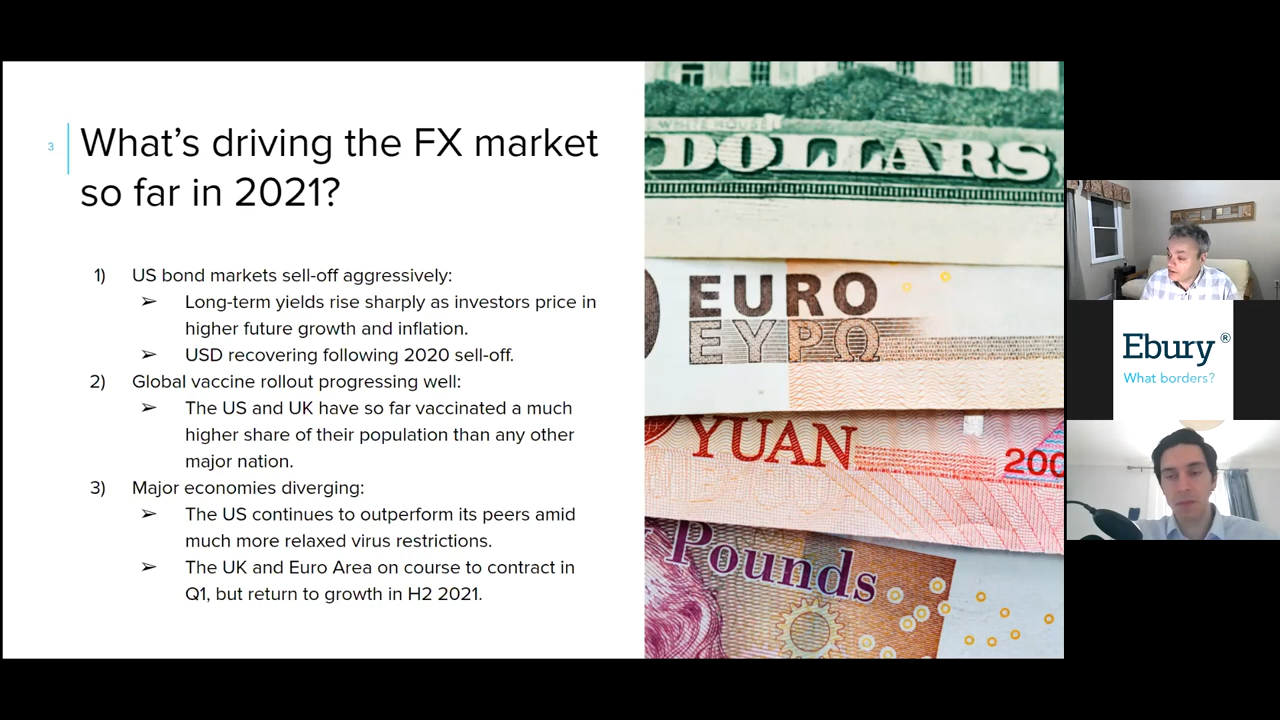 3
What's driving the FX market
so far in 2021?
1) US bond markets sell-off aggressively:
➢ Long-term yields rise sharply as investors price in
higher future growth and inflation.
➢ USD recovering following 2020 sell-off.
2) Global vaccine rollout progressing well:
➢ The US and UK have so far vaccinated a much
higher share of their population than any other
major nation.
3) Major economies diverging:
➢ The US continues to outperform its peers amid
much more relaxed virus restrictions.
➢ The UK and Euro Area on course to contract in
Q1, but return to growth in H2 2021.
WHITE HOUSE
DOLLARS
EURO
ΕΥΡΩ
YUAN
200
Pounds
Ebury®
What borders?